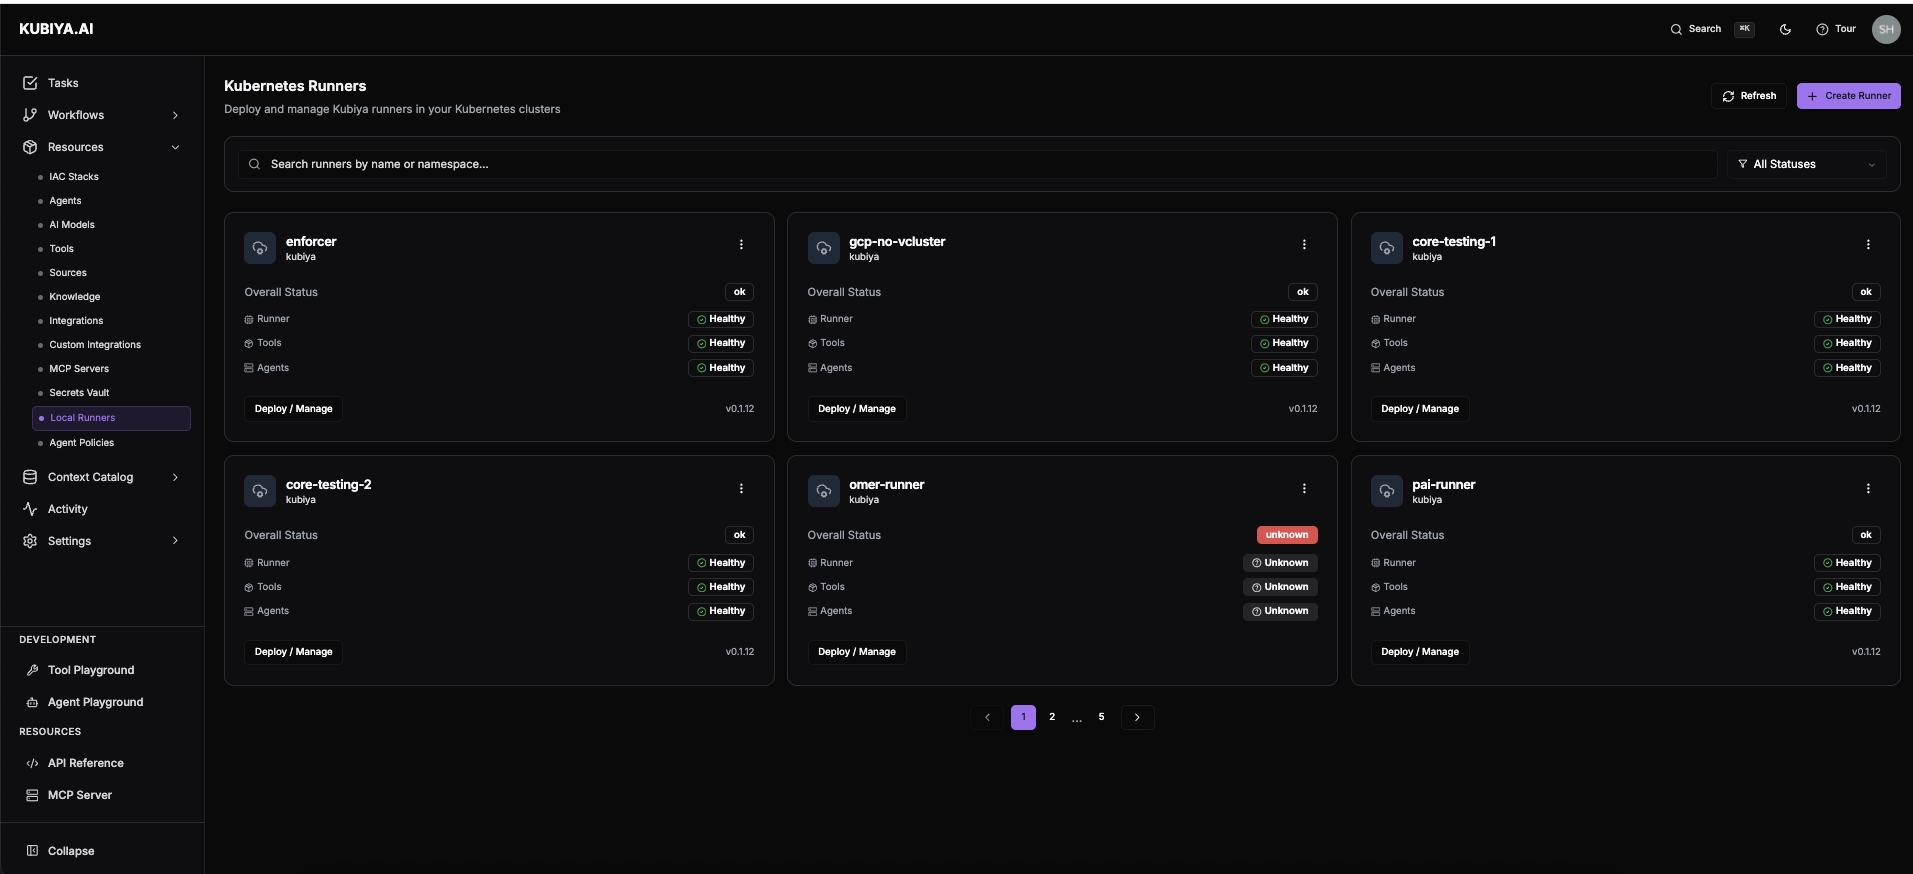 KUBIYA.AI
Search ⌘K Tour SH
Tasks
Workflows
Resources
IAC Stacks
Agents
AI Models
Tools
Sources
Knowledge
Integrations
Custom Integrations
MCP Servers
Secrets Vault
Local Runners
Agent Policies
Context Catalog
Activity
Settings
DEVELOPMENT
Tool Playground
Agent Playground
RESOURCES
API Reference
MCP Server
Collapse
Kubernetes Runners
Deploy and manage Kubiya runners in your Kubernetes clusters
Refresh
+ Create Runner
Search runners by name or namespace...
All Statuses
enforcer
kubiya
Overall Status ok
Runner Healthy
Tools Healthy
Agents Healthy
Deploy / Manage v0.1.12
gcp-no-vcluster
kubiya
Overall Status ok
Runner Healthy
Tools Healthy
Agents Healthy
Deploy / Manage v0.1.12
core-testing-1
kubiya
Overall Status ok
Runner Healthy
Tools Healthy
Agents Healthy
Deploy / Manage v0.1.12
core-testing-2
kubiya
Overall Status ok
Runner Healthy
Tools Healthy
Agents Healthy
Deploy / Manage v0.1.12
omer-runner
kubiya
Overall Status unknown
Runner Unknown
Tools Unknown
Agents Unknown
Deploy / Manage
pai-runner
kubiya
Overall Status ok
Runner Healthy
Tools Healthy
Agents Healthy
Deploy / Manage v0.1.12
1 2 ... 5